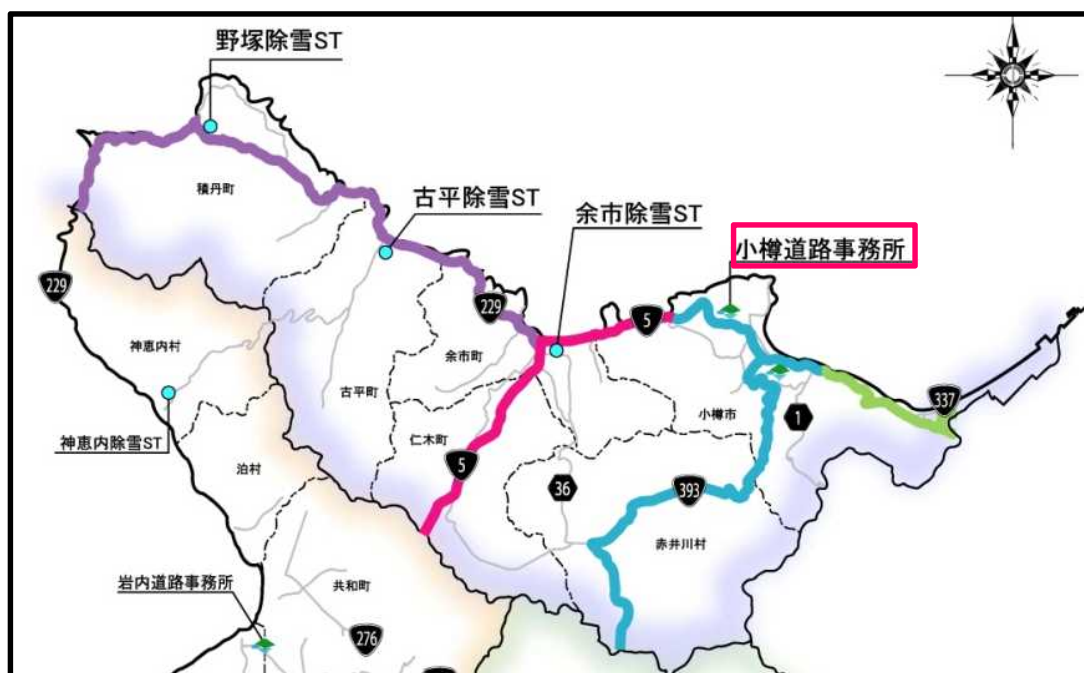 野塚除雪ST
積丹町
古平除雪ST
余市除雪ST
小樽道路事務所
229
229
5
神恵内村
余市町
古平町
337
小樽市
1
仁木町
神恵内除雪ST
5
泊村
36
393
赤井川村
共和町
岩内道路事務所
276